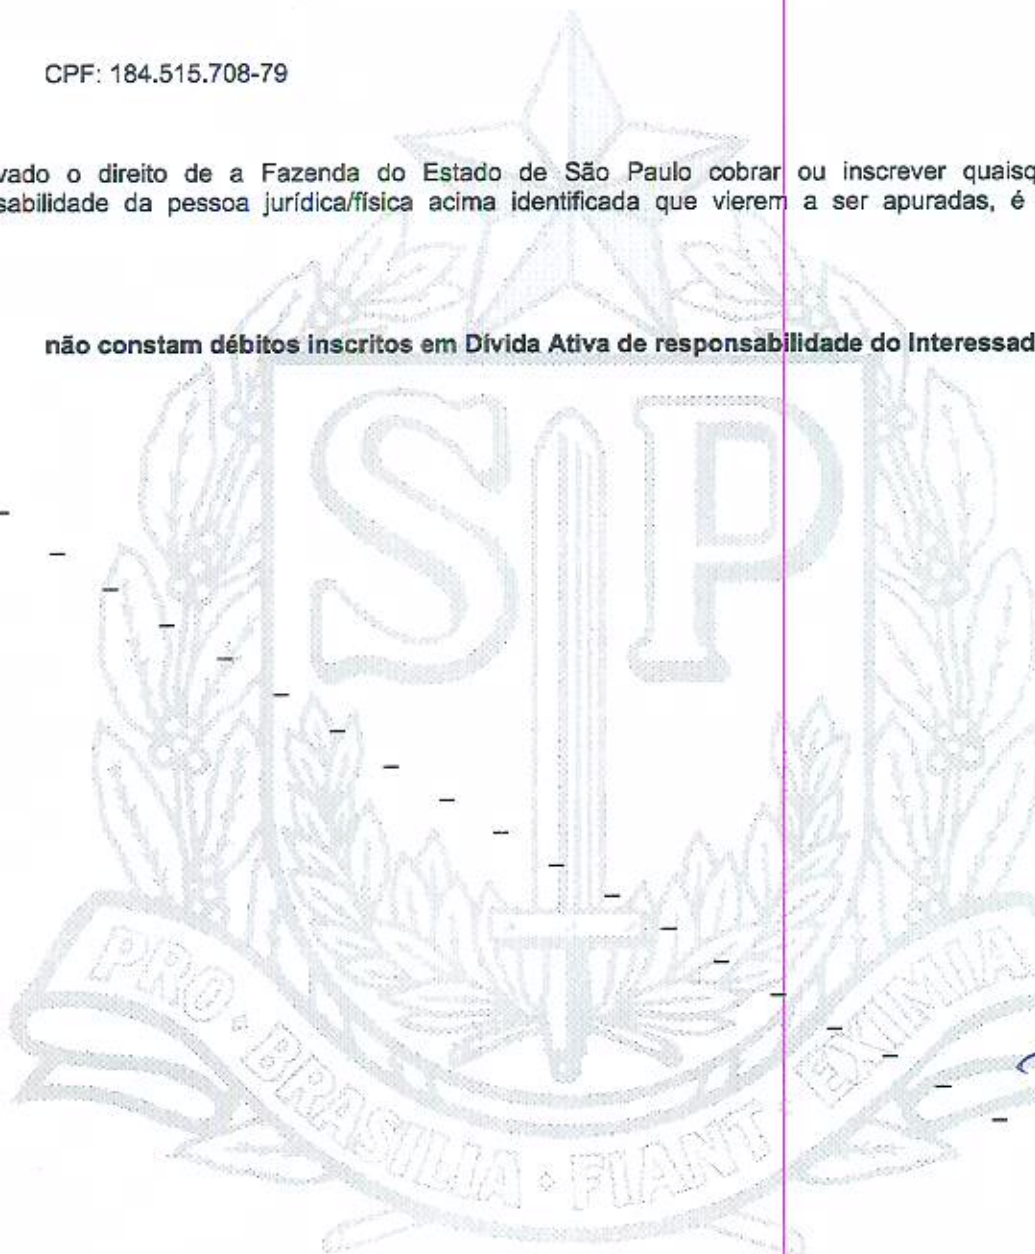 CPF: 184.515.708-79
vado o direito de a Fazenda do Estado de São Paulo cobrar ou inscrever quaisq
sabilidade da pessoa jurídica/física acima identificada que vierem a ser apuradas, é
não constam débitos inscritos em Dívida Ativa de responsabilidade do Interessad
SP
PRO • BRASILIA • FIANT • EXIMIA